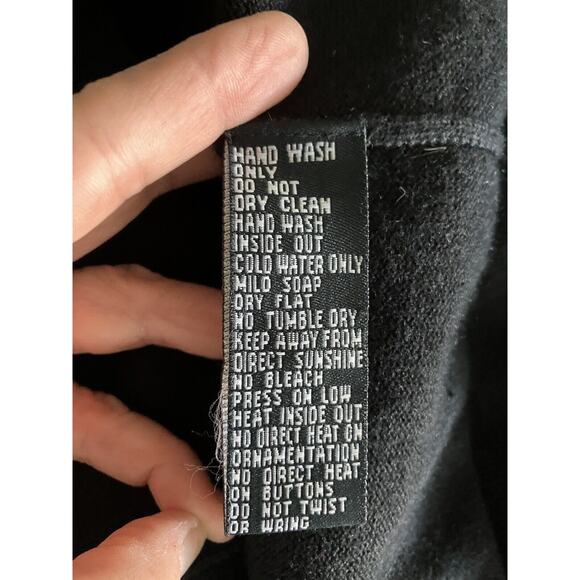 HAND WASH
ONLY
DO NOT
DRY CLEAN
HAND WASH
INSIDE OUT
COLD WATER ONLY
MILD SOAP
DRY FLAT
NO TUMBLE DRY
KEEP AWAY FROM
DIRECT SUNSHINE
NO BLEACH
PRESS ON LOW
HEAT INSIDE OUT
NO DIRECT HEAT ON
ORNAMENTATION
NO DIRECT HEAT
ON BUTTONS
DO NOT TWIST
OR WRING